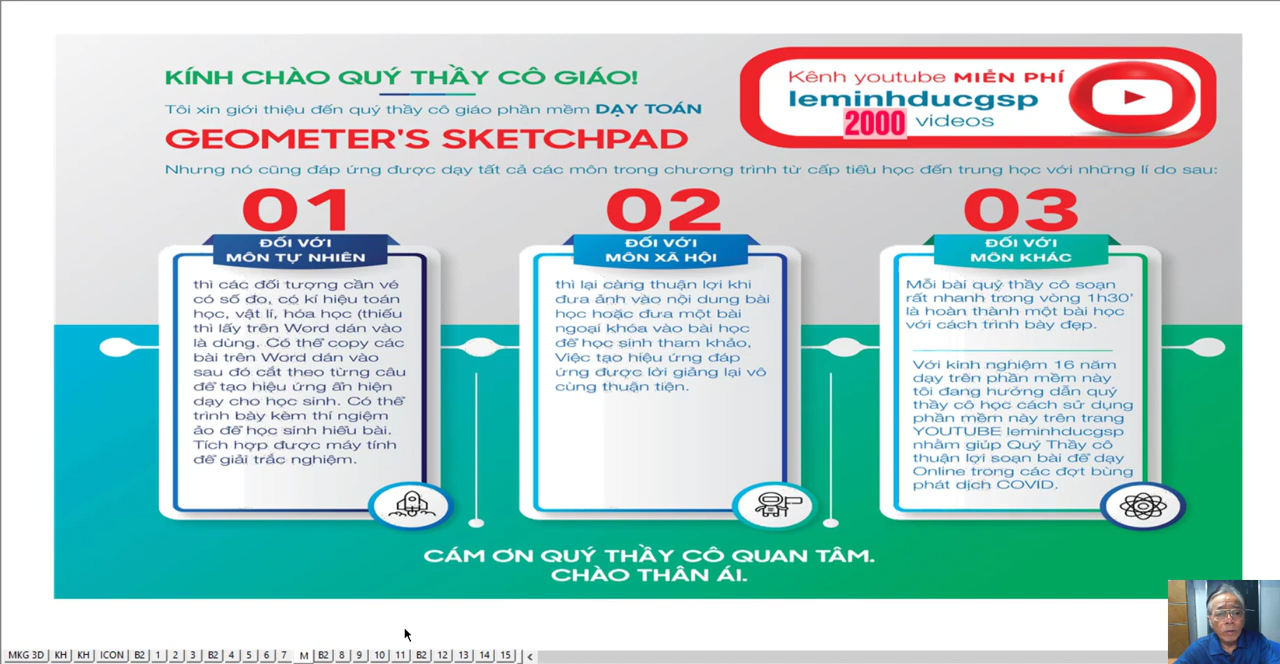 KÍNH CHÀO QUÝ THẦY CÔ GIÁO!
Tôi xin giới thiệu đến quý thầy cô giáo phần mềm DẠY TOÁN
GEOMETER'S SKETCHPAD
Kênh youtube MIỄN PHÍ
leminhducgsp
2000 videos
Nhưng nó cũng đáp ứng được dạy tất cả các môn trong chương trình từ cấp tiểu học đến trung học với những lí do sau:
01
ĐỐI VỚI
MÔN TỰ NHIÊN
thì các đối tượng cần vẽ
có số đo, có kí hiệu toán
học, vật lí, hóa học (thiếu
thì lấy trên Word dán vào
là dùng. Có thể copy các
bài trên Word dán vào
sau đó cắt theo từng câu
để tạo hiệu ứng ẩn hiện
dạy cho học sinh. Có thể
trình bày kèm thí ngiệm
ảo để học sinh hiểu bài.
Tích hợp được máy tính
để giải trắc nghiệm.
02
ĐỐI VỚI
MÔN XÃ HỘI
thì lại càng thuận lợi khi
đưa ảnh vào nội dung bài
học hoặc đưa một bài
ngoại khóa vào bài học
để học sinh tham khảo,
Việc tạo hiệu ứng đáp
ứng được lời giảng lại vô
cùng thuận tiện.
03
ĐỐI VỚI
MÔN KHÁC
Mỗi bài quý thầy cô soạn
rất nhanh trong vòng 1h30'
là hoàn thành một bài học
với cách trình bày đẹp.
Với kinh nghiệm 16 năm
dạy trên phần mềm này
tôi đang hướng dẫn quý
thầy cô học cách sử dụng
phần mềm này trên trang
YOUTUBE leminhducgsp
nhằm giúp Quý Thầy cô
thuận lợi soạn bài để dạy
Online trong các đợt bùng
phát dịch COVID.
CÁM ƠN QUÝ THẦY CÔ QUAN TÂM.
CHÀO THÂN ÁI.
MKG 3D KH KH ICON B2 1 2 3 B2 4 5 6 7 M B2 8 9 10 11 B2 12 13 14 15